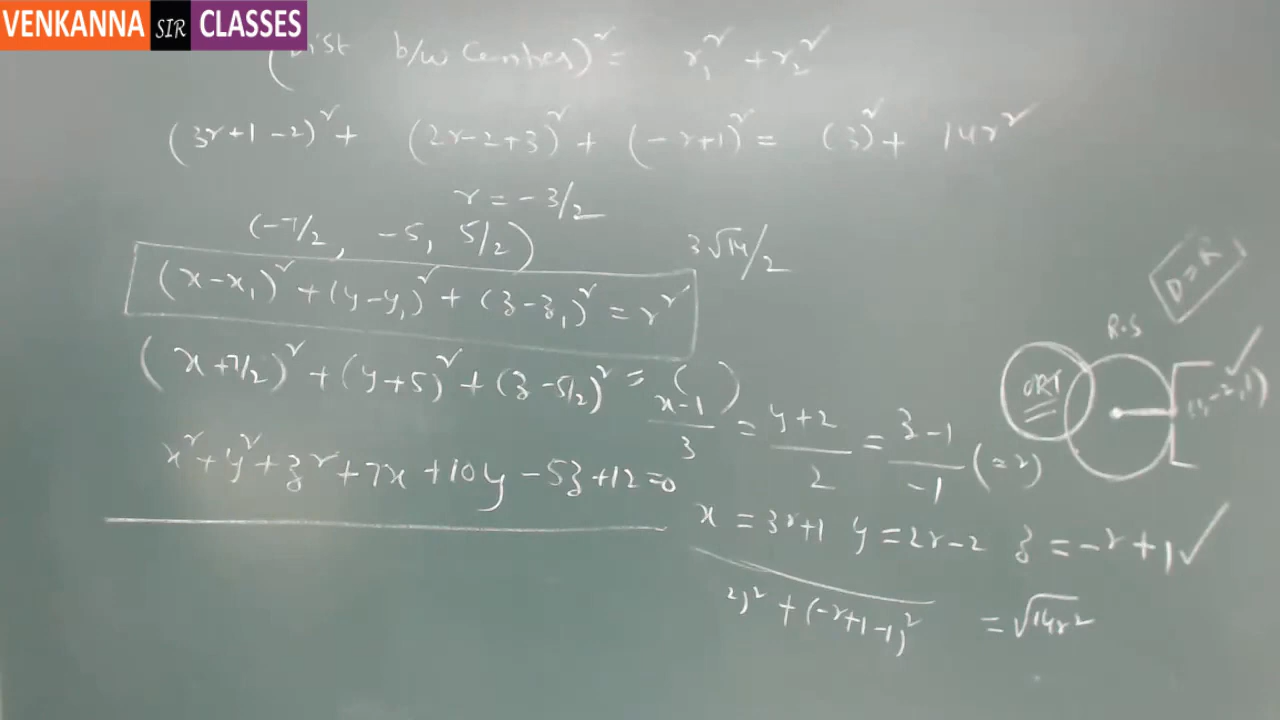 VENKANNA SIR CLASSES
(Dist b/w Centres)² = r₁² + r₂²
(3r+1-2)² + (2r-2+3)² + (-r+1)² = (3)² + 14r²
r = -3/2
(-7/2, -5, 5/2) 3√14/2
(x-x₁)² + (y-y₁)² + (z-z₁)² = r²
(x+7/2)² + (y+5)² + (z-5/2)² = ( )
x²+y²+z²+7x+10y-5z+12=0
D=R
R.S
ORT
(1,-2,1)
(x-1)/3 = (y+2)/2 = (z-1)/-1 (=r)
x = 3r+1 y = 2r-2 z = -r+1 ✓
2)² + (-r+1-1)² = √14r²